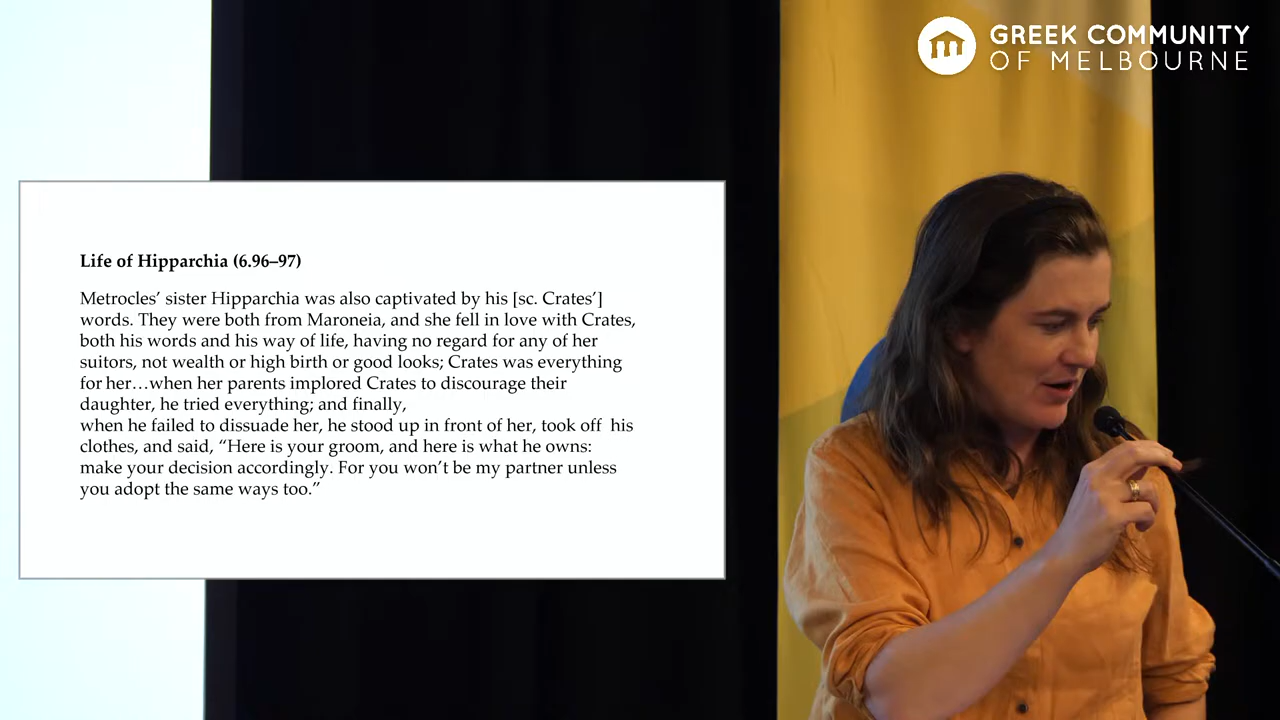 GREEK COMMUNITY
OF MELBOURNE
Life of Hipparchia (6.96–97)
Metrocles’ sister Hipparchia was also captivated by his [sc. Crates’]
words. They were both from Maroneia, and she fell in love with Crates,
both his words and his way of life, having no regard for any of her
suitors, not wealth or high birth or good looks; Crates was everything
for her…when her parents implored Crates to discourage their
daughter, he tried everything; and finally,
when he failed to dissuade her, he stood up in front of her, took off his
clothes, and said, “Here is your groom, and here is what he owns:
make your decision accordingly. For you won’t be my partner unless
you adopt the same ways too.”